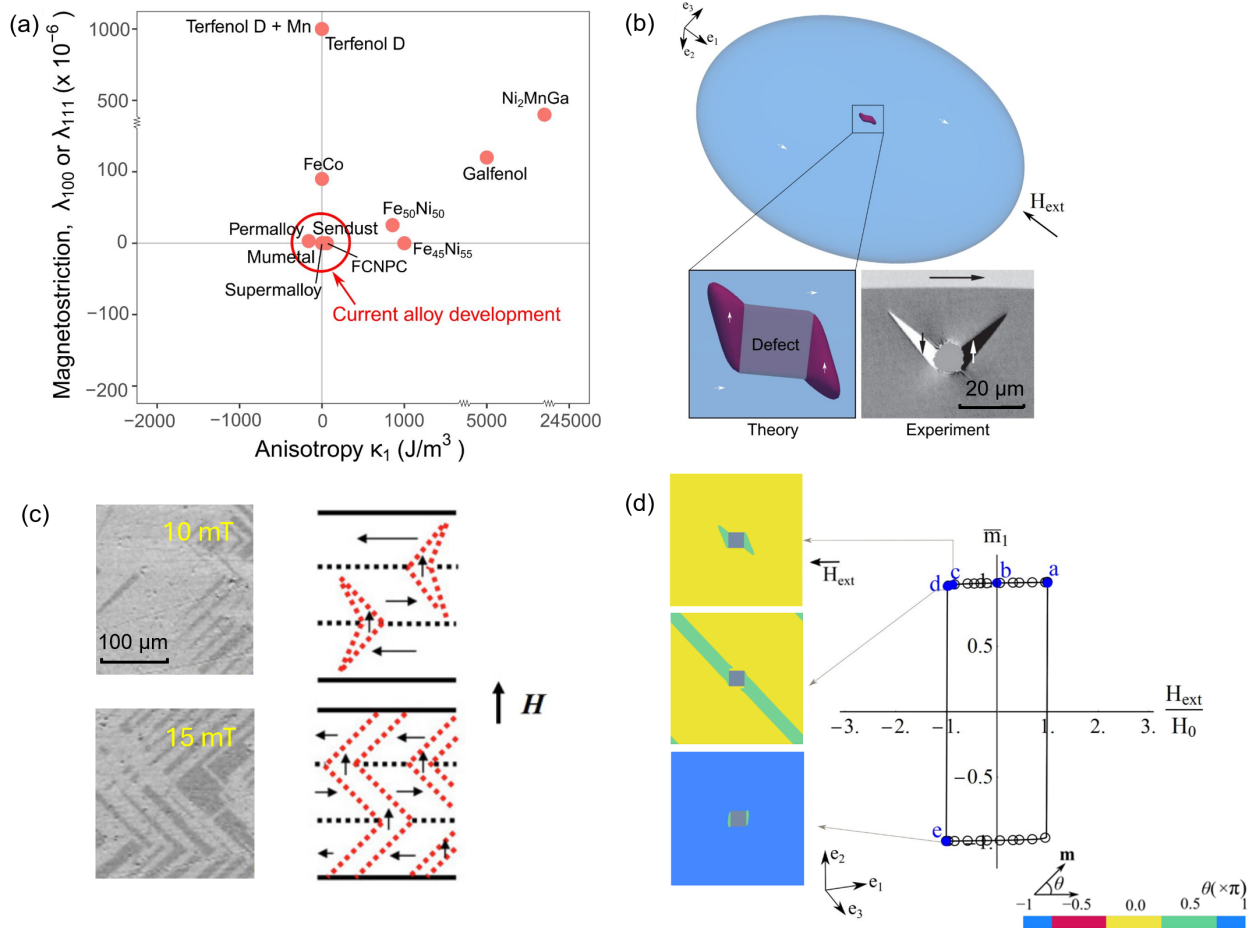 (a)
Magnetostriction, λ100 or λ111 (x 10−6)
1000
500
100
0
−100
−200
Terfenol D + Mn
Terfenol D
Ni2MnGa
FeCo
Galfenol
Fe50Ni50
Permalloy
Sendust
Mumetal
FCNPC
Fe45Ni55
Supermalloy
Current alloy development
−2000
−1000
0
1000
5000
245000
Anisotropy κ1 (J/m3)
(b)
e3
e1
e2
Hext
Defect
20 μm
Theory
Experiment
(c)
10 mT
100 μm
15 mT
H
(d)
Hext
m1
d
c
1.
b
a
0.5
Hext
H0
−3.
−2.
−1.
1.
2.
3.
−0.5
e
−1.
e2
e1
e3
m
θ
θ(×π)
−1
−0.5
0.0
0.5
1